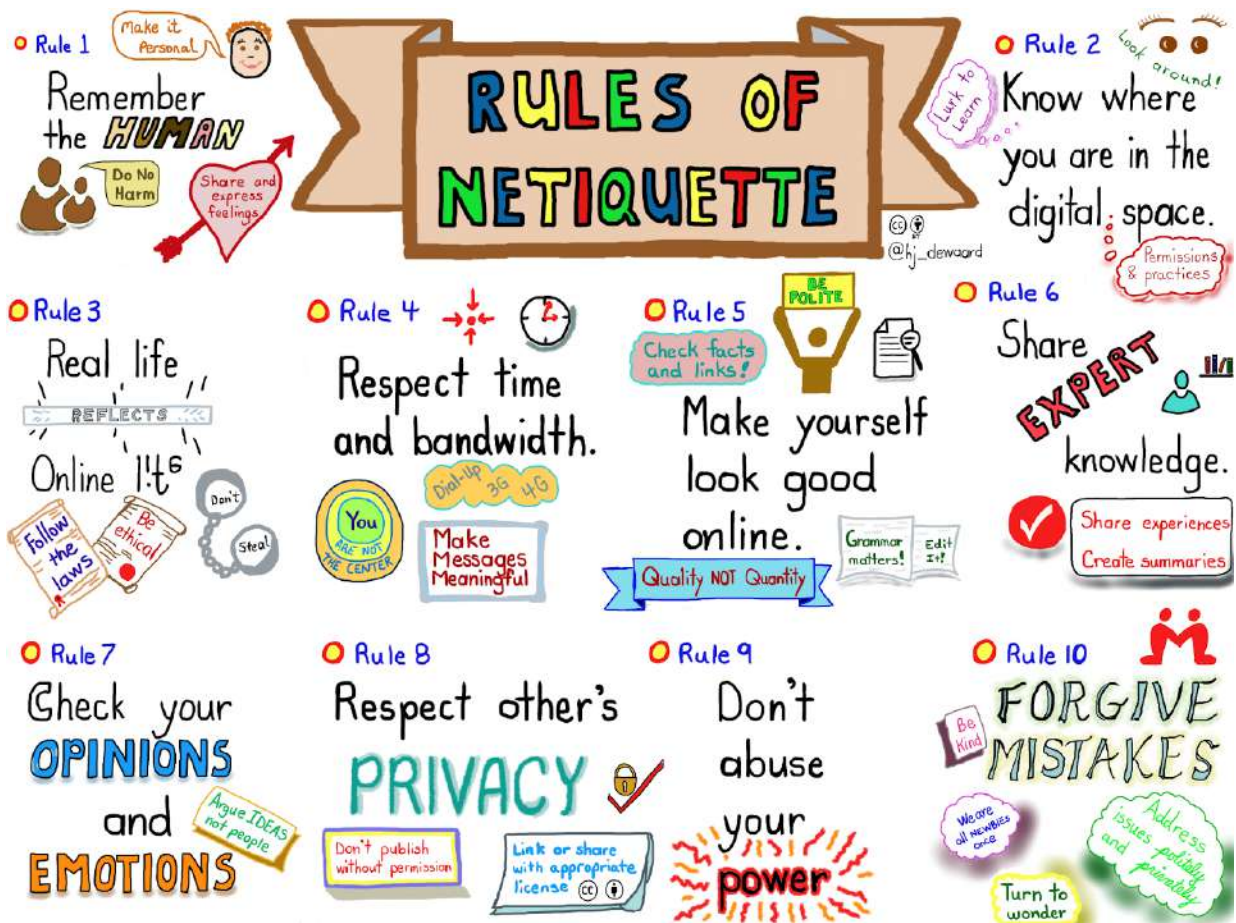 RULES OF
NETIQUETTE
@hj_dewaard
Rule 1
Make it
Personal
Remember
the HUMAN
Do No
Harm
Share and
express
feelings
Rule 2
Look around!
Lurk to
Learn
Know where
you are in the
digital space.
Permissions
& practices
Rule 3
Real life
REFLECTS
Online life
Follow
the
laws
Be
ethical
Don't
Steal
Rule 4
Respect time
and bandwidth.
You
ARE NOT
THE CENTER
Dial-Up
3G
4G
Make
Messages
Meaningful
Rule 5
BE
POLITE
Check facts
and links!
Make yourself
look good
online.
Grammar
matters!
Edit
It!
Quality NOT Quantity
Rule 6
Share
EXPERT
knowledge.
Share experiences
Create summaries
Rule 7
Check your
OPINIONS
and
EMOTIONS
Argue IDEAS
not people
Rule 8
Respect other's
PRIVACY
Don't publish
without permission
Link or share
with appropriate
license cc
Rule 9
Don't
abuse
your
power
Rule 10
Be
Kind
FORGIVE
MISTAKES
We are
all NEWBIES
once
Address
issues politely
and privately
Turn to
wonder